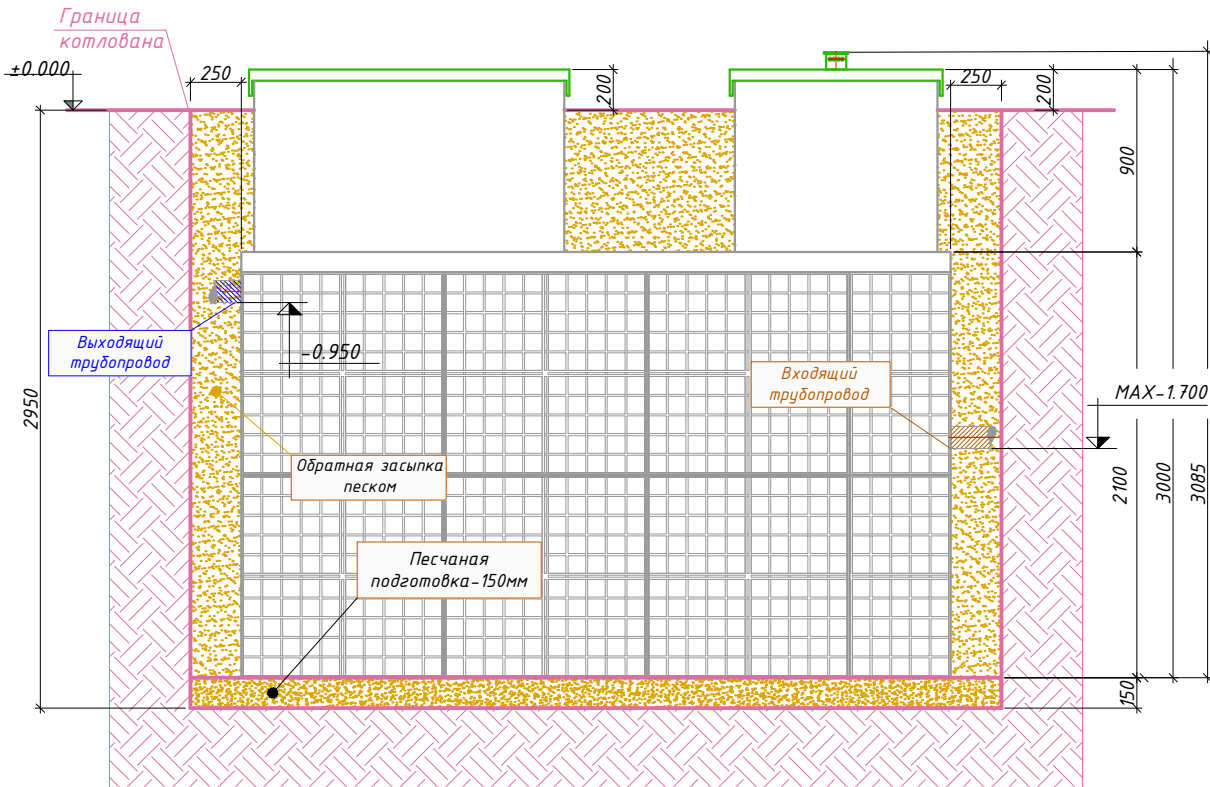 Граница
котлована
±0.000
250
200
250
200
900
Выходящий
трубопровод
-0.950
Входящий
трубопровод
MAX-1.700
2950
Обратная засыпка
песком
2100
3000
3085
Песчаная
подготовка-150мм
150